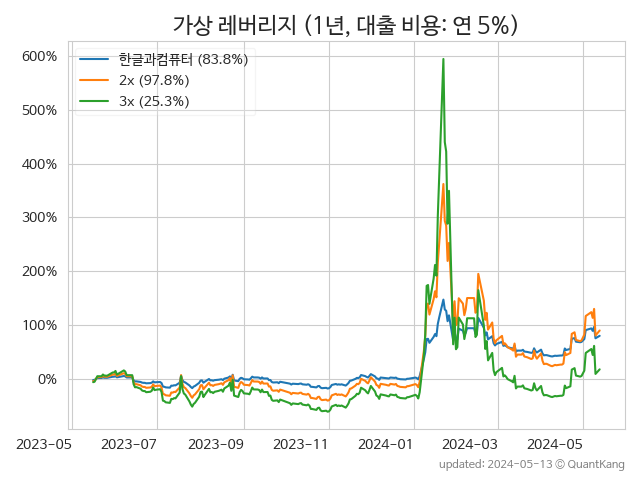 가상 레버리지 (1년, 대출 비용: 연 5%)
한글과컴퓨터 (83.8%)
2x (97.8%)
3x (25.3%)
600%
500%
400%
300%
200%
100%
0%
2023-05 2023-07 2023-09 2023-11 2024-01 2024-03 2024-05
updated: 2024-05-13 © QuantKang